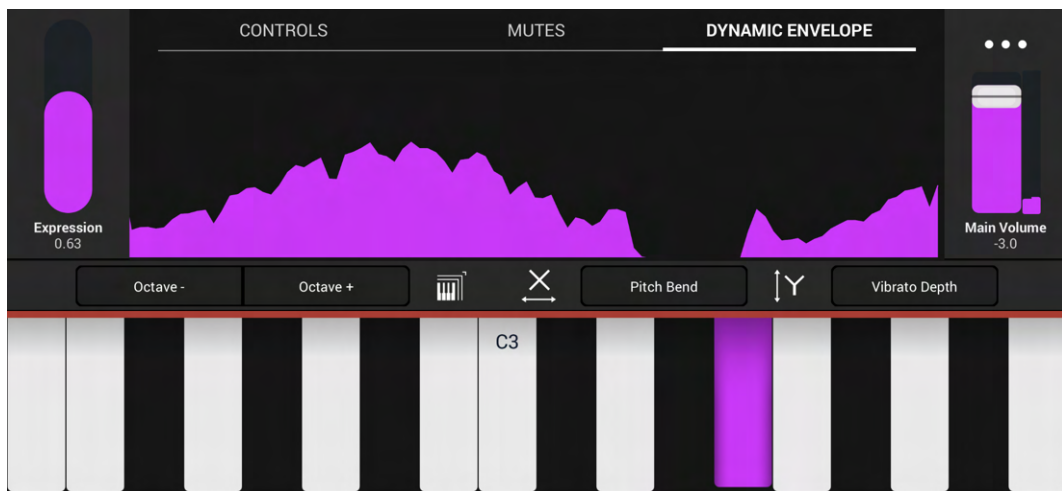 CONTROLS
MUTES
DYNAMIC ENVELOPE
Expression
0.63
Main Volume
-3.0
Octave -
Octave +
X
Pitch Bend
Y
Vibrato Depth
C3